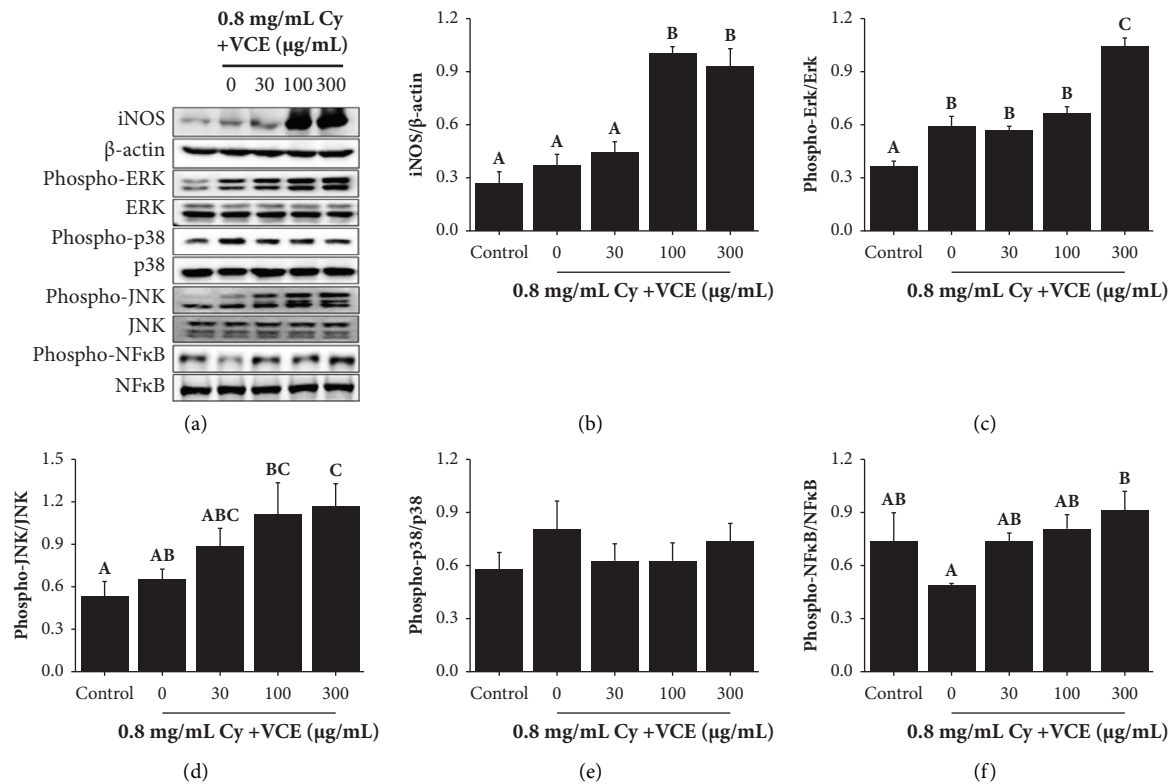 0.8 mg/mL Cy
+VCE (μg/mL)
0 30 100 300
iNOS
β-actin
Phospho-ERK
ERK
Phospho-p38
p38
Phospho-JNK
JNK
Phospho-NFκB
NFκB
(a)
iNOS/β-actin
1.2
0.9
0.6
0.3
0.0
A A A B B
Control 0 30 100 300
0.8 mg/mL Cy +VCE (μg/mL)
(b)
Phospho-Erk/Erk
1.2
0.9
0.6
0.3
0.0
A B B B C
Control 0 30 100 300
0.8 mg/mL Cy +VCE (μg/mL)
(c)
Phospho-JNK/JNK
1.5
1.2
0.9
0.6
0.3
0.0
A AB ABC BC C
Control 0 30 100 300
0.8 mg/mL Cy +VCE (μg/mL)
(d)
Phospho-p38/p38
1.2
0.9
0.6
0.3
0.0
Control 0 30 100 300
0.8 mg/mL Cy +VCE (μg/mL)
(e)
Phospho-NFκB/NFκB
1.2
0.9
0.6
0.3
0.0
AB A AB AB B
Control 0 30 100 300
0.8 mg/mL Cy +VCE (μg/mL)
(f)